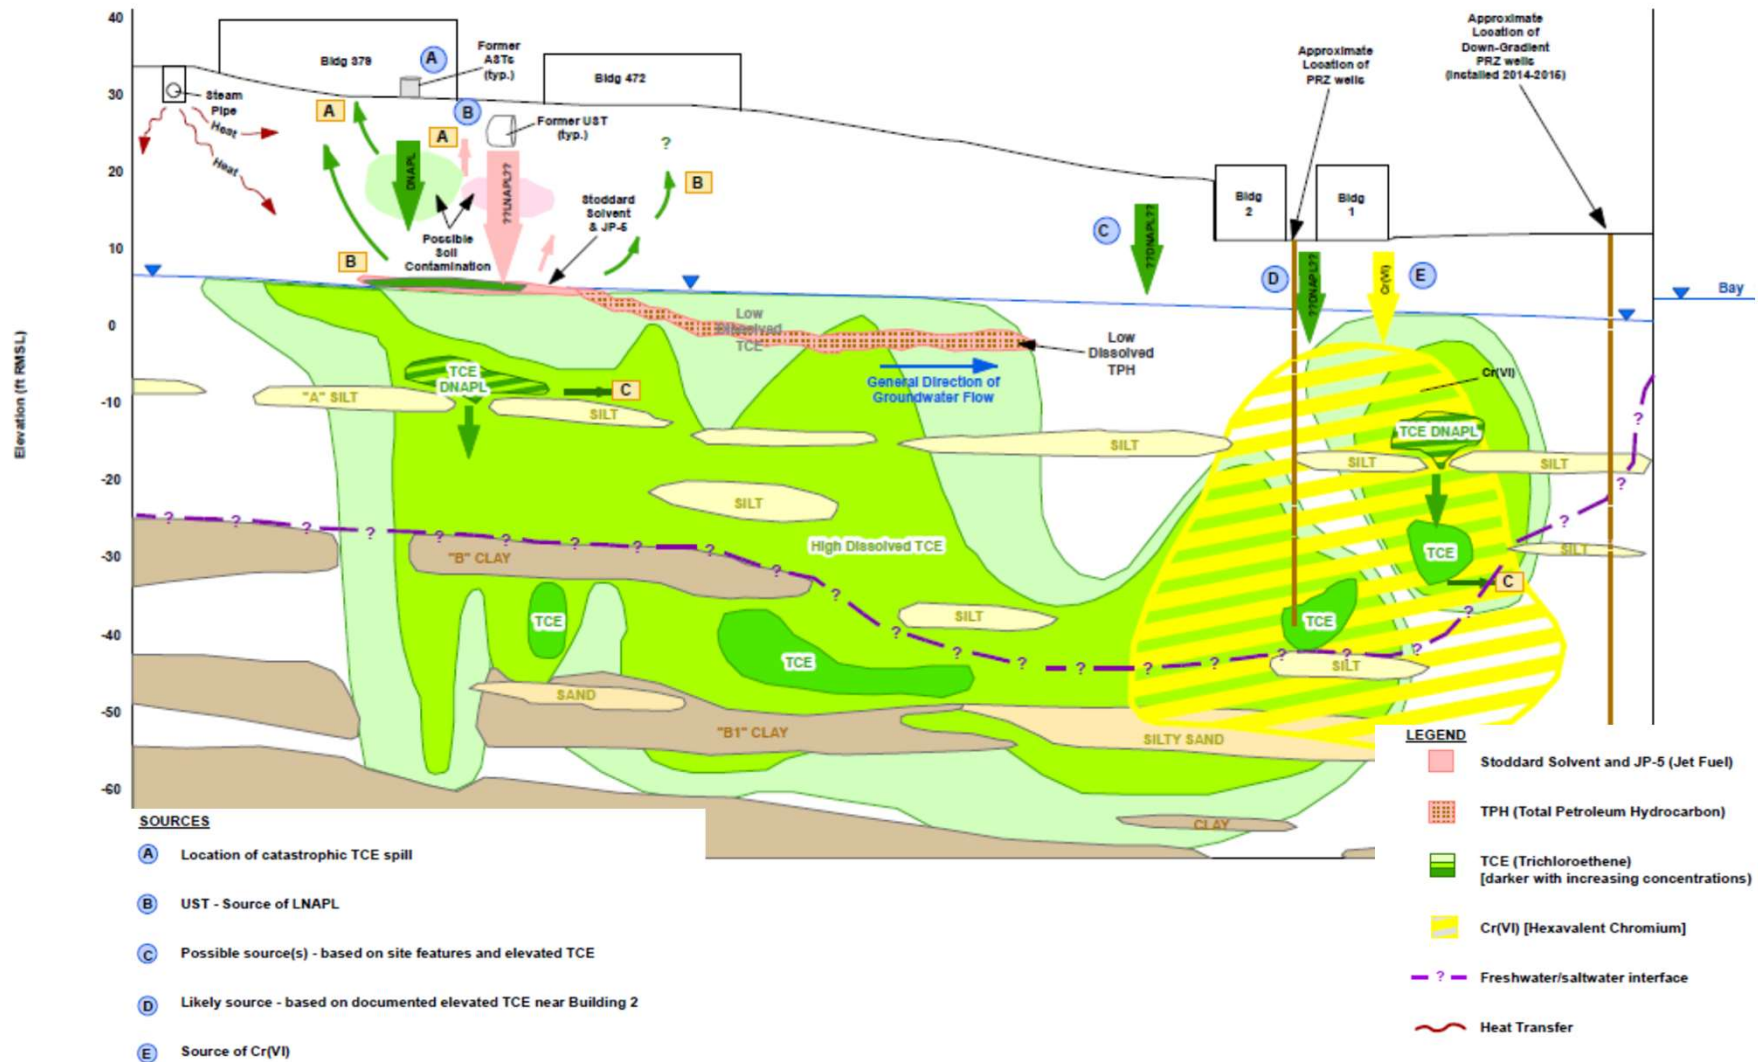 Elevation (ft RMSL)
40
30
20
10
0
-10
-20
-30
-40
-50
-60
Bldg 379
A
Former
ASTs
(typ.)
Bldg 472
Steam
Pipe
Heat
Heat
A
B
A
Former UST
(typ.)
DNAPL
??LNAPL??
?
B
Stoddard
Solvent
& JP-5
Possible
Soil
Contamination
B
Approximate
Location of
PRZ wells
Approximate
Location of
Down-Gradient
PRZ wells
(Installed 2014-2015)
Bldg
2
Bldg
1
C
??DNAPL??
D
??DNAPL??
Cr(VI)
E
Bay
Low
Dissolved
TCE
Low
Dissolved
TPH
General Direction of
Groundwater Flow
TCE
DNAPL
C
"A" SILT
SILT
SILT
SILT
High Dissolved TCE
"B" CLAY
TCE
TCE
SILT
SAND
"B1" CLAY
SILTY SAND
CLAY
Cr(VI)
TCE DNAPL
SILT
SILT
TCE
SILT
C
TCE
SILT
? ? ? ? ? ? ? ? ? ? ? ? ? ? ? ? ? ? ? ? ? ? ?
SOURCES
A Location of catastrophic TCE spill
B UST - Source of LNAPL
C Possible source(s) - based on site features and elevated TCE
D Likely source - based on documented elevated TCE near Building 2
E Source of Cr(VI)
LEGEND
Stoddard Solvent and JP-5 (Jet Fuel)
TPH (Total Petroleum Hydrocarbon)
TCE (Trichloroethene)
[darker with increasing concentrations)
Cr(VI) [Hexavalent Chromium]
? Freshwater/saltwater interface
Heat Transfer